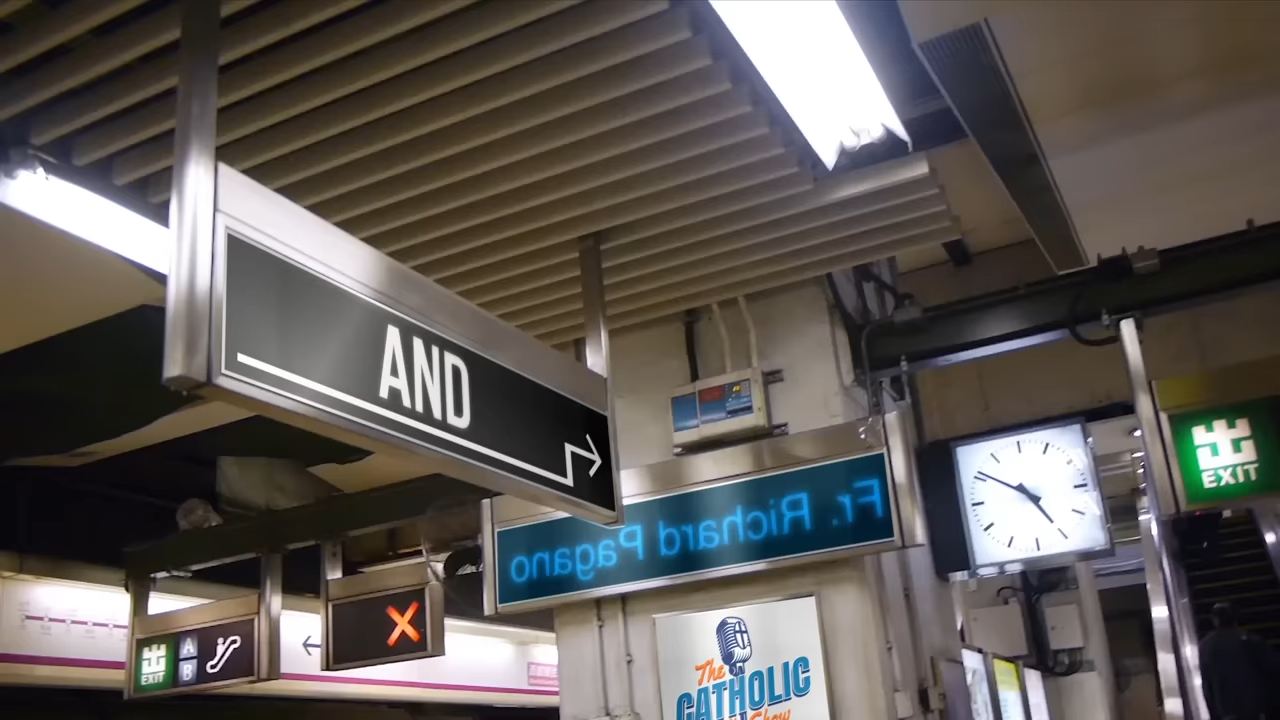 AND
Fr. Richard Pagano
EXIT
EXIT
A
B
The
CATHOLIC
Show